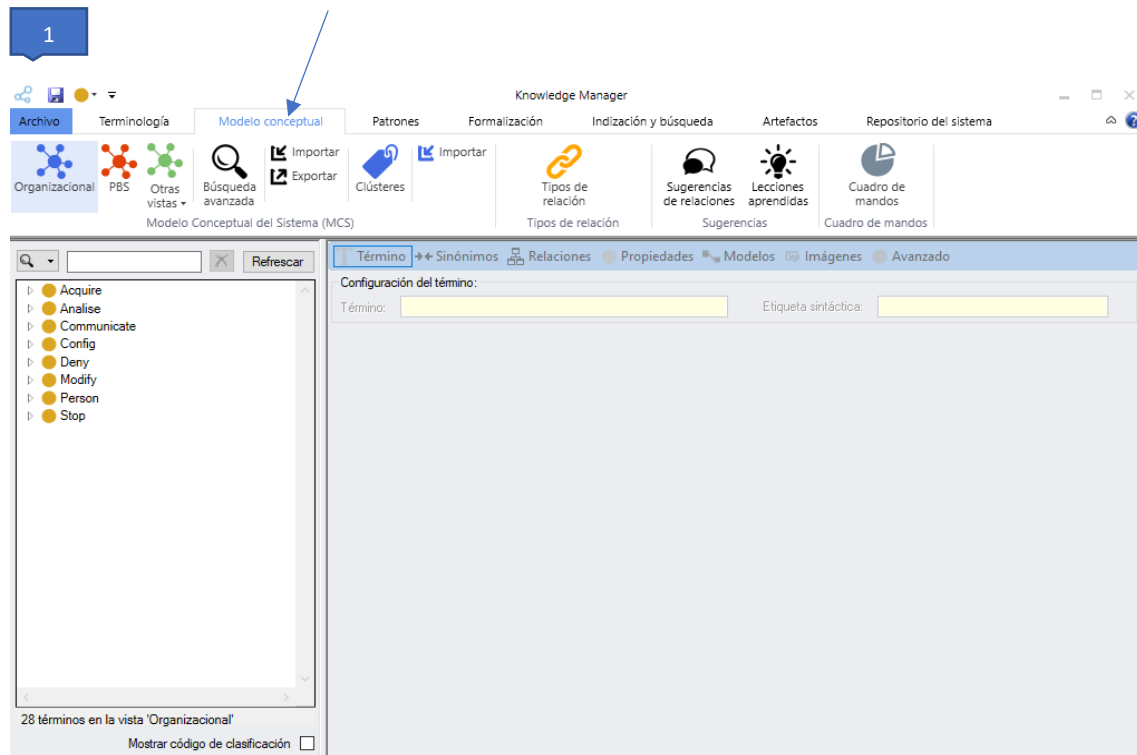 1
Knowledge Manager
Archivo Terminología Modelo conceptual Patrones Formalización Indización y búsqueda Artefactos Repositorio del sistema
Organizacional
PBS
Otras
vistas
Búsqueda
avanzada
Importar
Exportar
Clústeres
Importar
Tipos de
relación
Sugerencias
de relaciones
Lecciones
aprendidas
Cuadro de
mandos
Modelo Conceptual del Sistema (MCS) Tipos de relación Sugerencias Cuadro de mandos
Refrescar
Término Sinónimos Relaciones Propiedades Modelos Imágenes Avanzado
Configuración del término:
Término: Etiqueta sintáctica:
Acquire
Analise
Communicate
Config
Deny
Modify
Person
Stop
28 términos en la vista 'Organizacional'
Mostrar código de clasificación